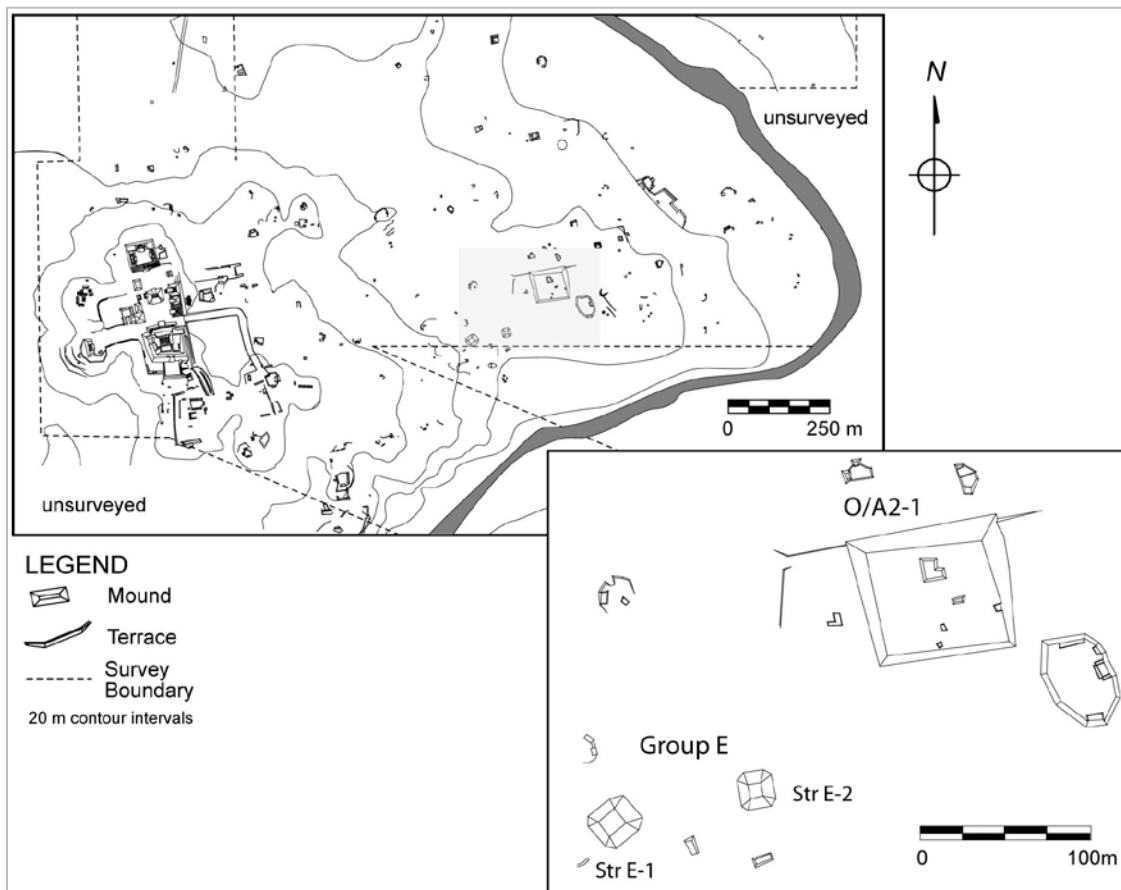 N
unsurveyed
0 250 m
unsurveyed
O/A2-1
LEGEND
Mound
Terrace
Survey
Boundary
20 m contour intervals
Group E
Str E-2
Str E-1
0 100m